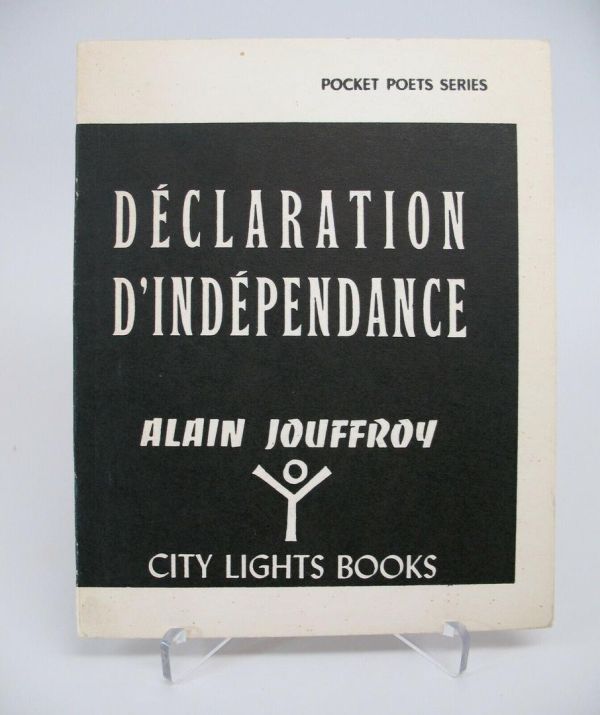 POCKET POETS SERIES
DÉCLARATION
D'INDÉPENDANCE
ALAIN JOUFFROY
CITY LIGHTS BOOKS